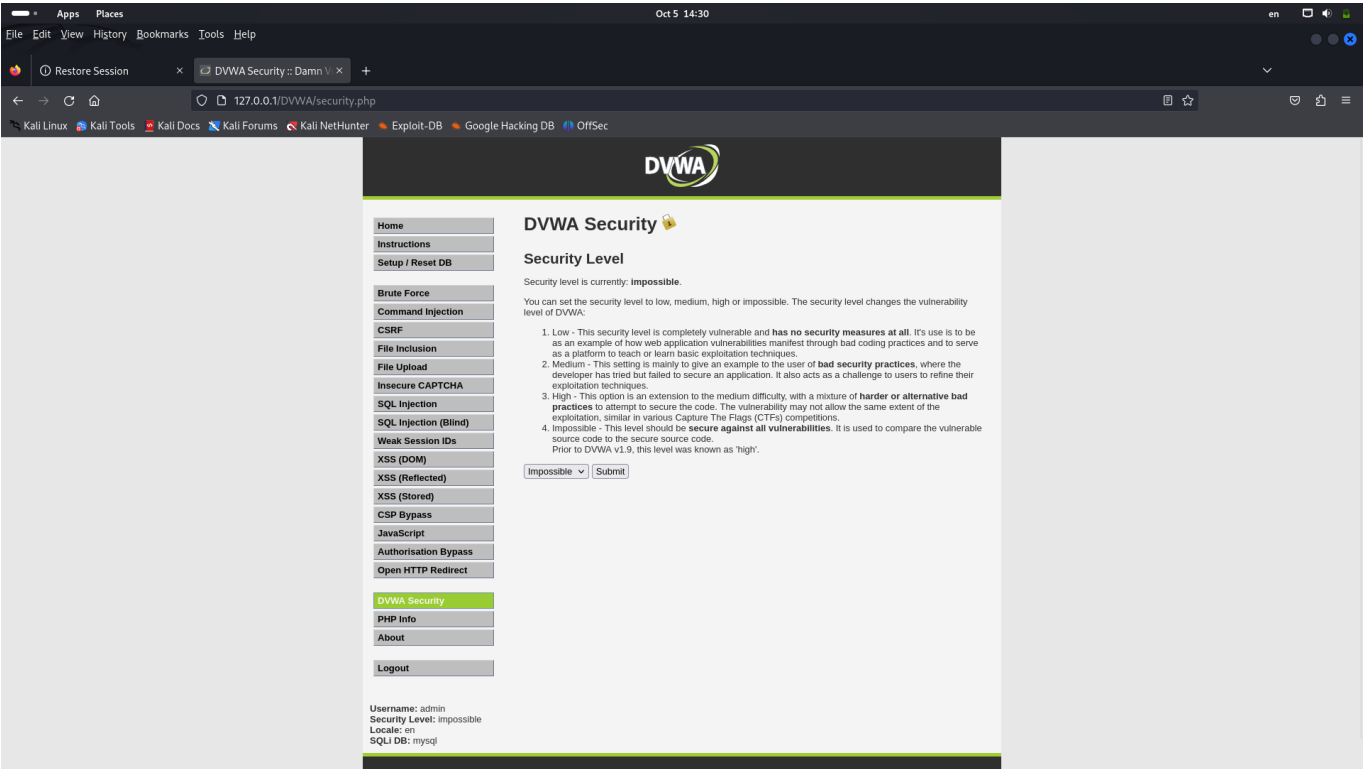 Apps Places
Oct 5 14:30
en
File Edit View History Bookmarks Tools Help
Restore Session
DVWA Security :: Damn V
127.0.0.1/DVWA/security.php
Kali Linux Kali Tools Kali Docs Kali Forums Kali NetHunter Exploit-DB Google Hacking DB OffSec
DVWA
Home
Instructions
Setup / Reset DB
Brute Force
Command Injection
CSRF
File Inclusion
File Upload
Insecure CAPTCHA
SQL Injection
SQL Injection (Blind)
Weak Session IDs
XSS (DOM)
XSS (Reflected)
XSS (Stored)
CSP Bypass
JavaScript
Authorisation Bypass
Open HTTP Redirect
DVWA Security
PHP Info
About
Logout
DVWA Security
Security Level
Security level is currently: impossible.
You can set the security level to low, medium, high or impossible. The security level changes the vulnerability
level of DVWA:
1. Low - This security level is completely vulnerable and has no security measures at all. It's use is to be
as an example of how web application vulnerabilities manifest through bad coding practices and to serve
as a platform to teach or learn basic exploitation techniques.
2. Medium - This setting is mainly to give an example to the user of bad security practices, where the
developer has tried but failed to secure an application. It also acts as a challenge to users to refine their
exploitation techniques.
3. High - This option is an extension to the medium difficulty, with a mixture of harder or alternative bad
practices to attempt to secure the code. The vulnerability may not allow the same extent of the
exploitation, similar in various Capture The Flags (CTFs) competitions.
4. Impossible - This level should be secure against all vulnerabilities. It is used to compare the vulnerable
source code to the secure source code.
Prior to DVWA v1.9, this level was known as 'high'.
Impossible Submit
Username: admin
Security Level: impossible
Locale: en
SQLi DB: mysql